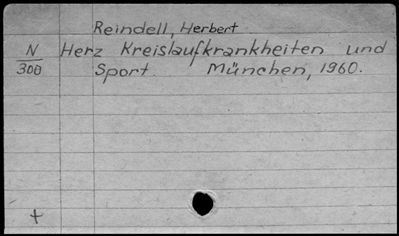 Reindell, Herbert
N Herz Kreislaufkrankheiten und
300 Sport. München, 1960.
+